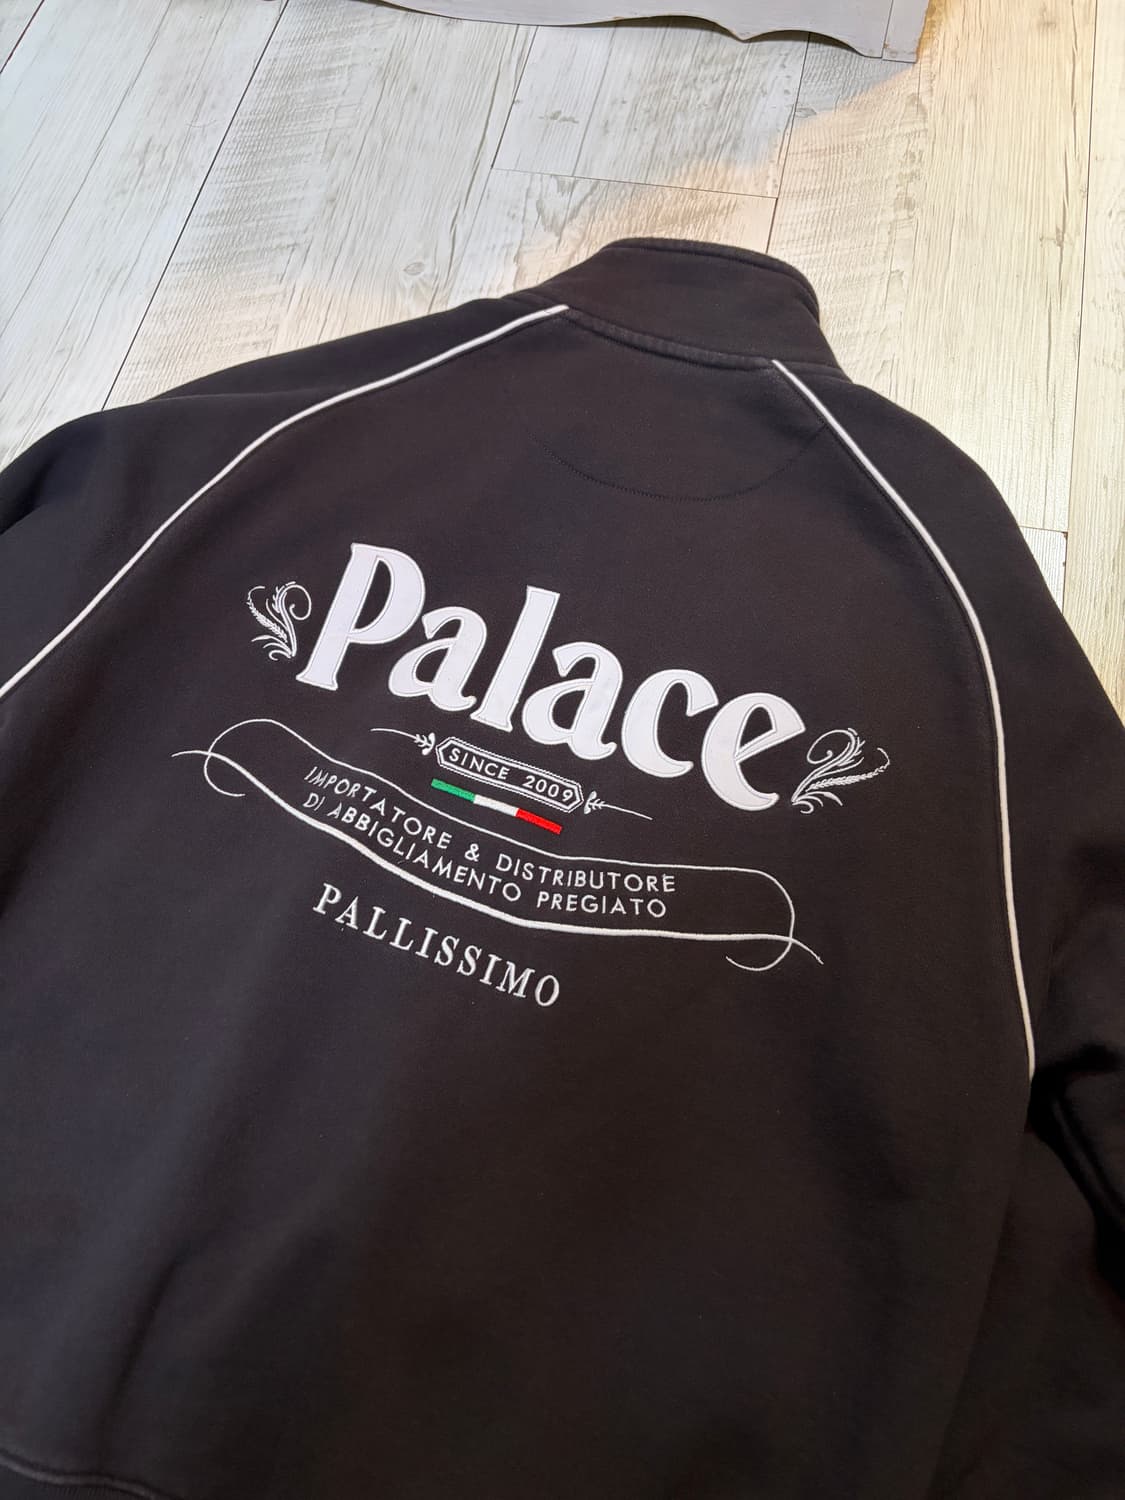 Palace
SINCE 2009
IMPORTATORE & DISTRIBUTORE
DI ABBIGLIAMENTO PREGIATO
PALLISSIMO